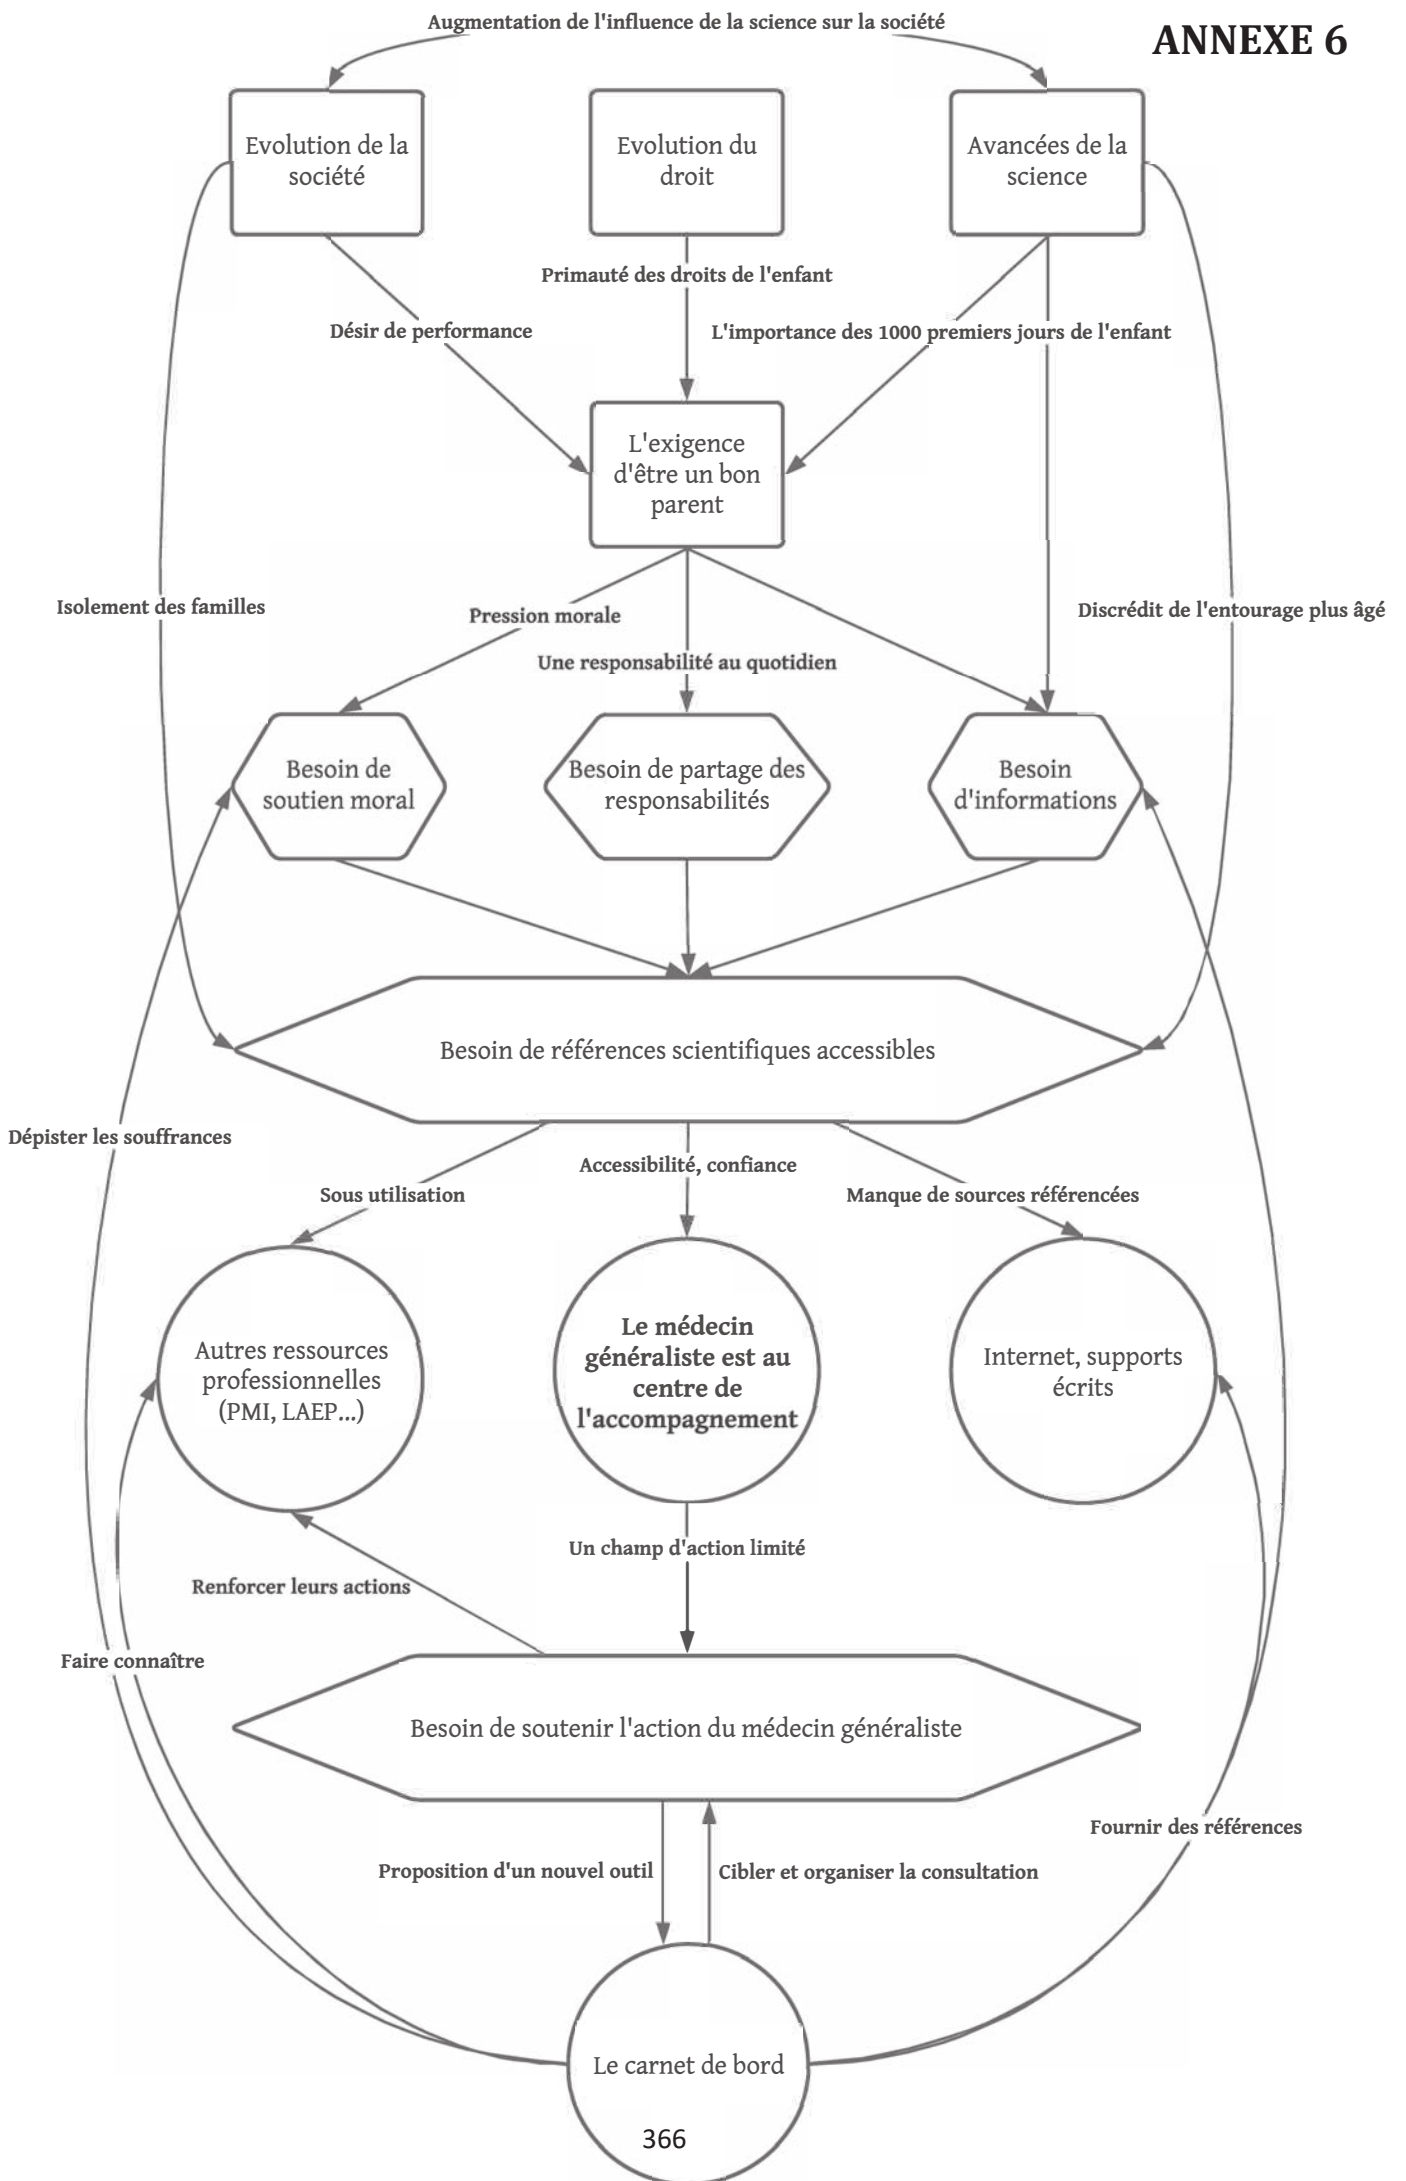 Augmentation de l'influence de la science sur la société
ANNEXE 6
Evolution de la
société
Evolution du
droit
Avancées de la
science
Primauté des droits de l'enfant
Désir de performance
L'importance des 1000 premiers jours de l'enfant
L'exigence
d'être un bon
parent
Isolement des familles
Pression morale
Discrédit de l'entourage plus âgé
Une responsabilité au quotidien
Besoin de
soutien moral
Besoin de partage des
responsabilités
Besoin
d'informations
Besoin de références scientifiques accessibles
Dépister les souffrances
Accessibilité, confiance
Sous utilisation
Manque de sources référencées
Autres ressources
professionnelles
(PMI, LAEP...)
Le médecin
généraliste est au
centre de
l'accompagnement
Internet, supports
écrits
Un champ d'action limité
Renforcer leurs actions
Faire connaître
Besoin de soutenir l'action du médecin généraliste
Fournir des références
Proposition d'un nouvel outil
Cibler et organiser la consultation
Le carnet de bord
366